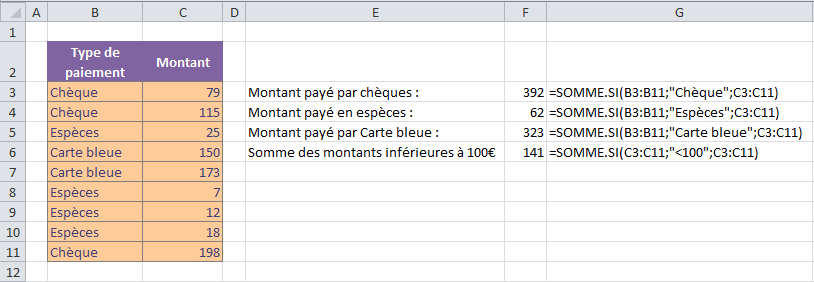 A B C D E F G
1
2 Type de paiement Montant
3 Chèque 79 Montant payé par chèques : 392 =SOMME.SI(B3:B11;"Chèque";C3:C11)
4 Chèque 115 Montant payé en espèces : 62 =SOMME.SI(B3:B11;"Espèces";C3:C11)
5 Espèces 25 Montant payé par Carte bleue : 323 =SOMME.SI(B3:B11;"Carte bleue";C3:C11)
6 Carte bleue 150 Somme des montants inférieures à 100€ 141 =SOMME.SI(C3:C11;"<100";C3:C11)
7 Carte bleue 173
8 Espèces 7
9 Espèces 12
10 Espèces 18
11 Chèque 198
12